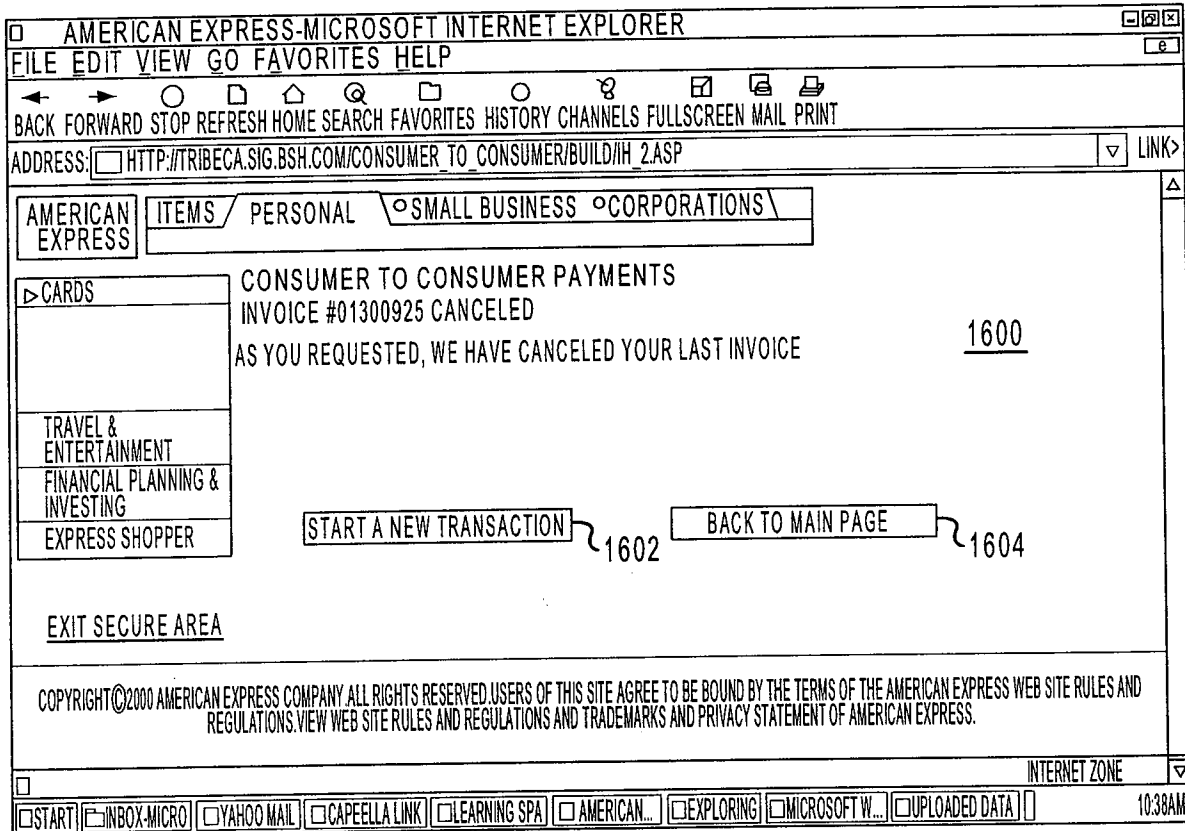 AMERICAN EXPRESS-MICROSOFT INTERNET EXPLORER
FILE EDIT VIEW GO FAVORITES HELP
e
BACK FORWARD STOP REFRESH HOME SEARCH FAVORITES HISTORY CHANNELS FULLSCREEN MAIL PRINT
ADDRESS: HTTP://TRIBECA.SIG.BSH.COM/CONSUMER_TO_CONSUMER/BUILD/IH_2.ASP LINK>
AMERICAN EXPRESS
ITEMS PERSONAL SMALL BUSINESS CORPORATIONS
CARDS
CONSUMER TO CONSUMER PAYMENTS
INVOICE #01300925 CANCELED
AS YOU REQUESTED, WE HAVE CANCELED YOUR LAST INVOICE
1600
TRAVEL &
ENTERTAINMENT
FINANCIAL PLANNING &
INVESTING
EXPRESS SHOPPER
START A NEW TRANSACTION 1602
BACK TO MAIN PAGE 1604
EXIT SECURE AREA
COPYRIGHT©2000 AMERICAN EXPRESS COMPANY.ALL RIGHTS RESERVED.USERS OF THIS SITE AGREE TO BE BOUND BY THE TERMS OF THE AMERICAN EXPRESS WEB SITE RULES AND
REGULATIONS.VIEW WEB SITE RULES AND REGULATIONS AND TRADEMARKS AND PRIVACY STATEMENT OF AMERICAN EXPRESS.
INTERNET ZONE
START INBOX-MICRO YAHOO MAIL CAPEELLA LINK LEARNING SPA AMERICAN... EXPLORING MICROSOFT W... UPLOADED DATA 10:38AM